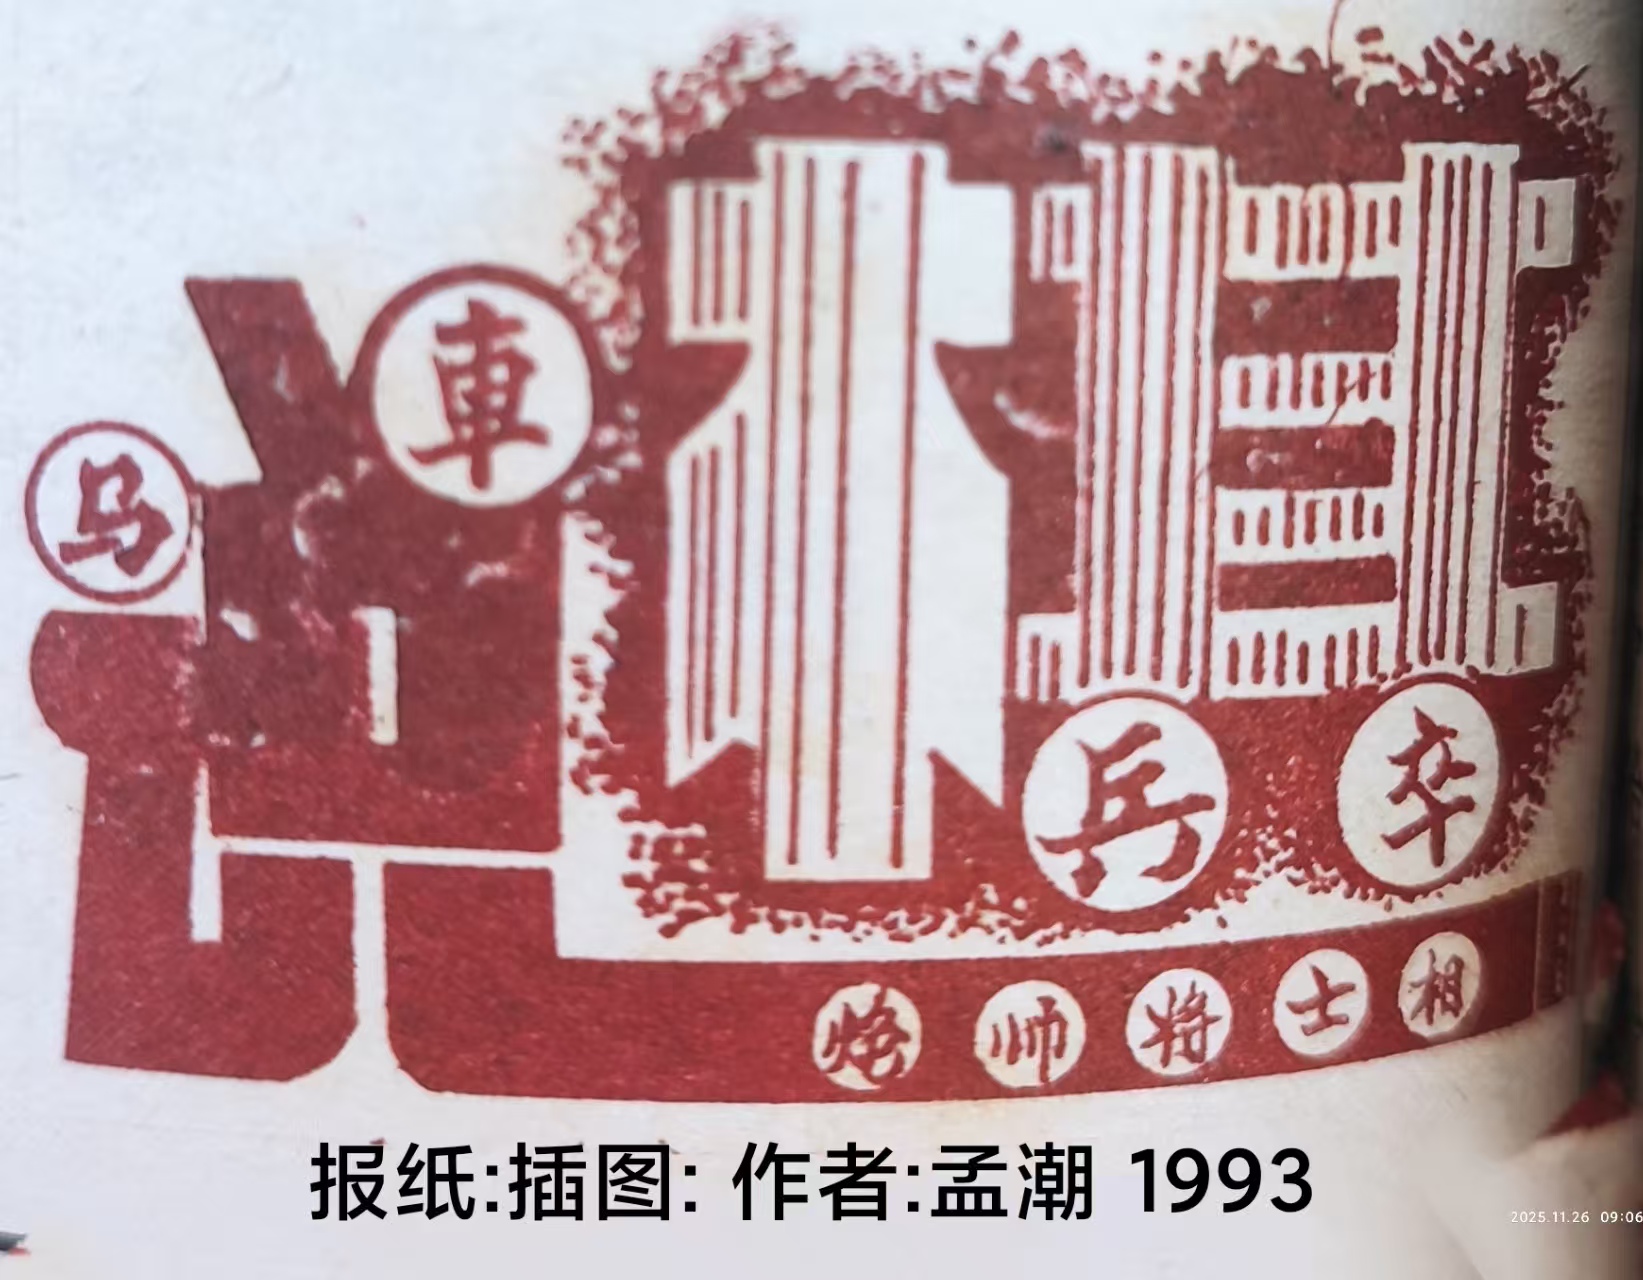 棋
車
马
兵 卒
炮 帅 将 士 相
报纸:插图: 作者:孟潮 1993
2025.11.26 09:06